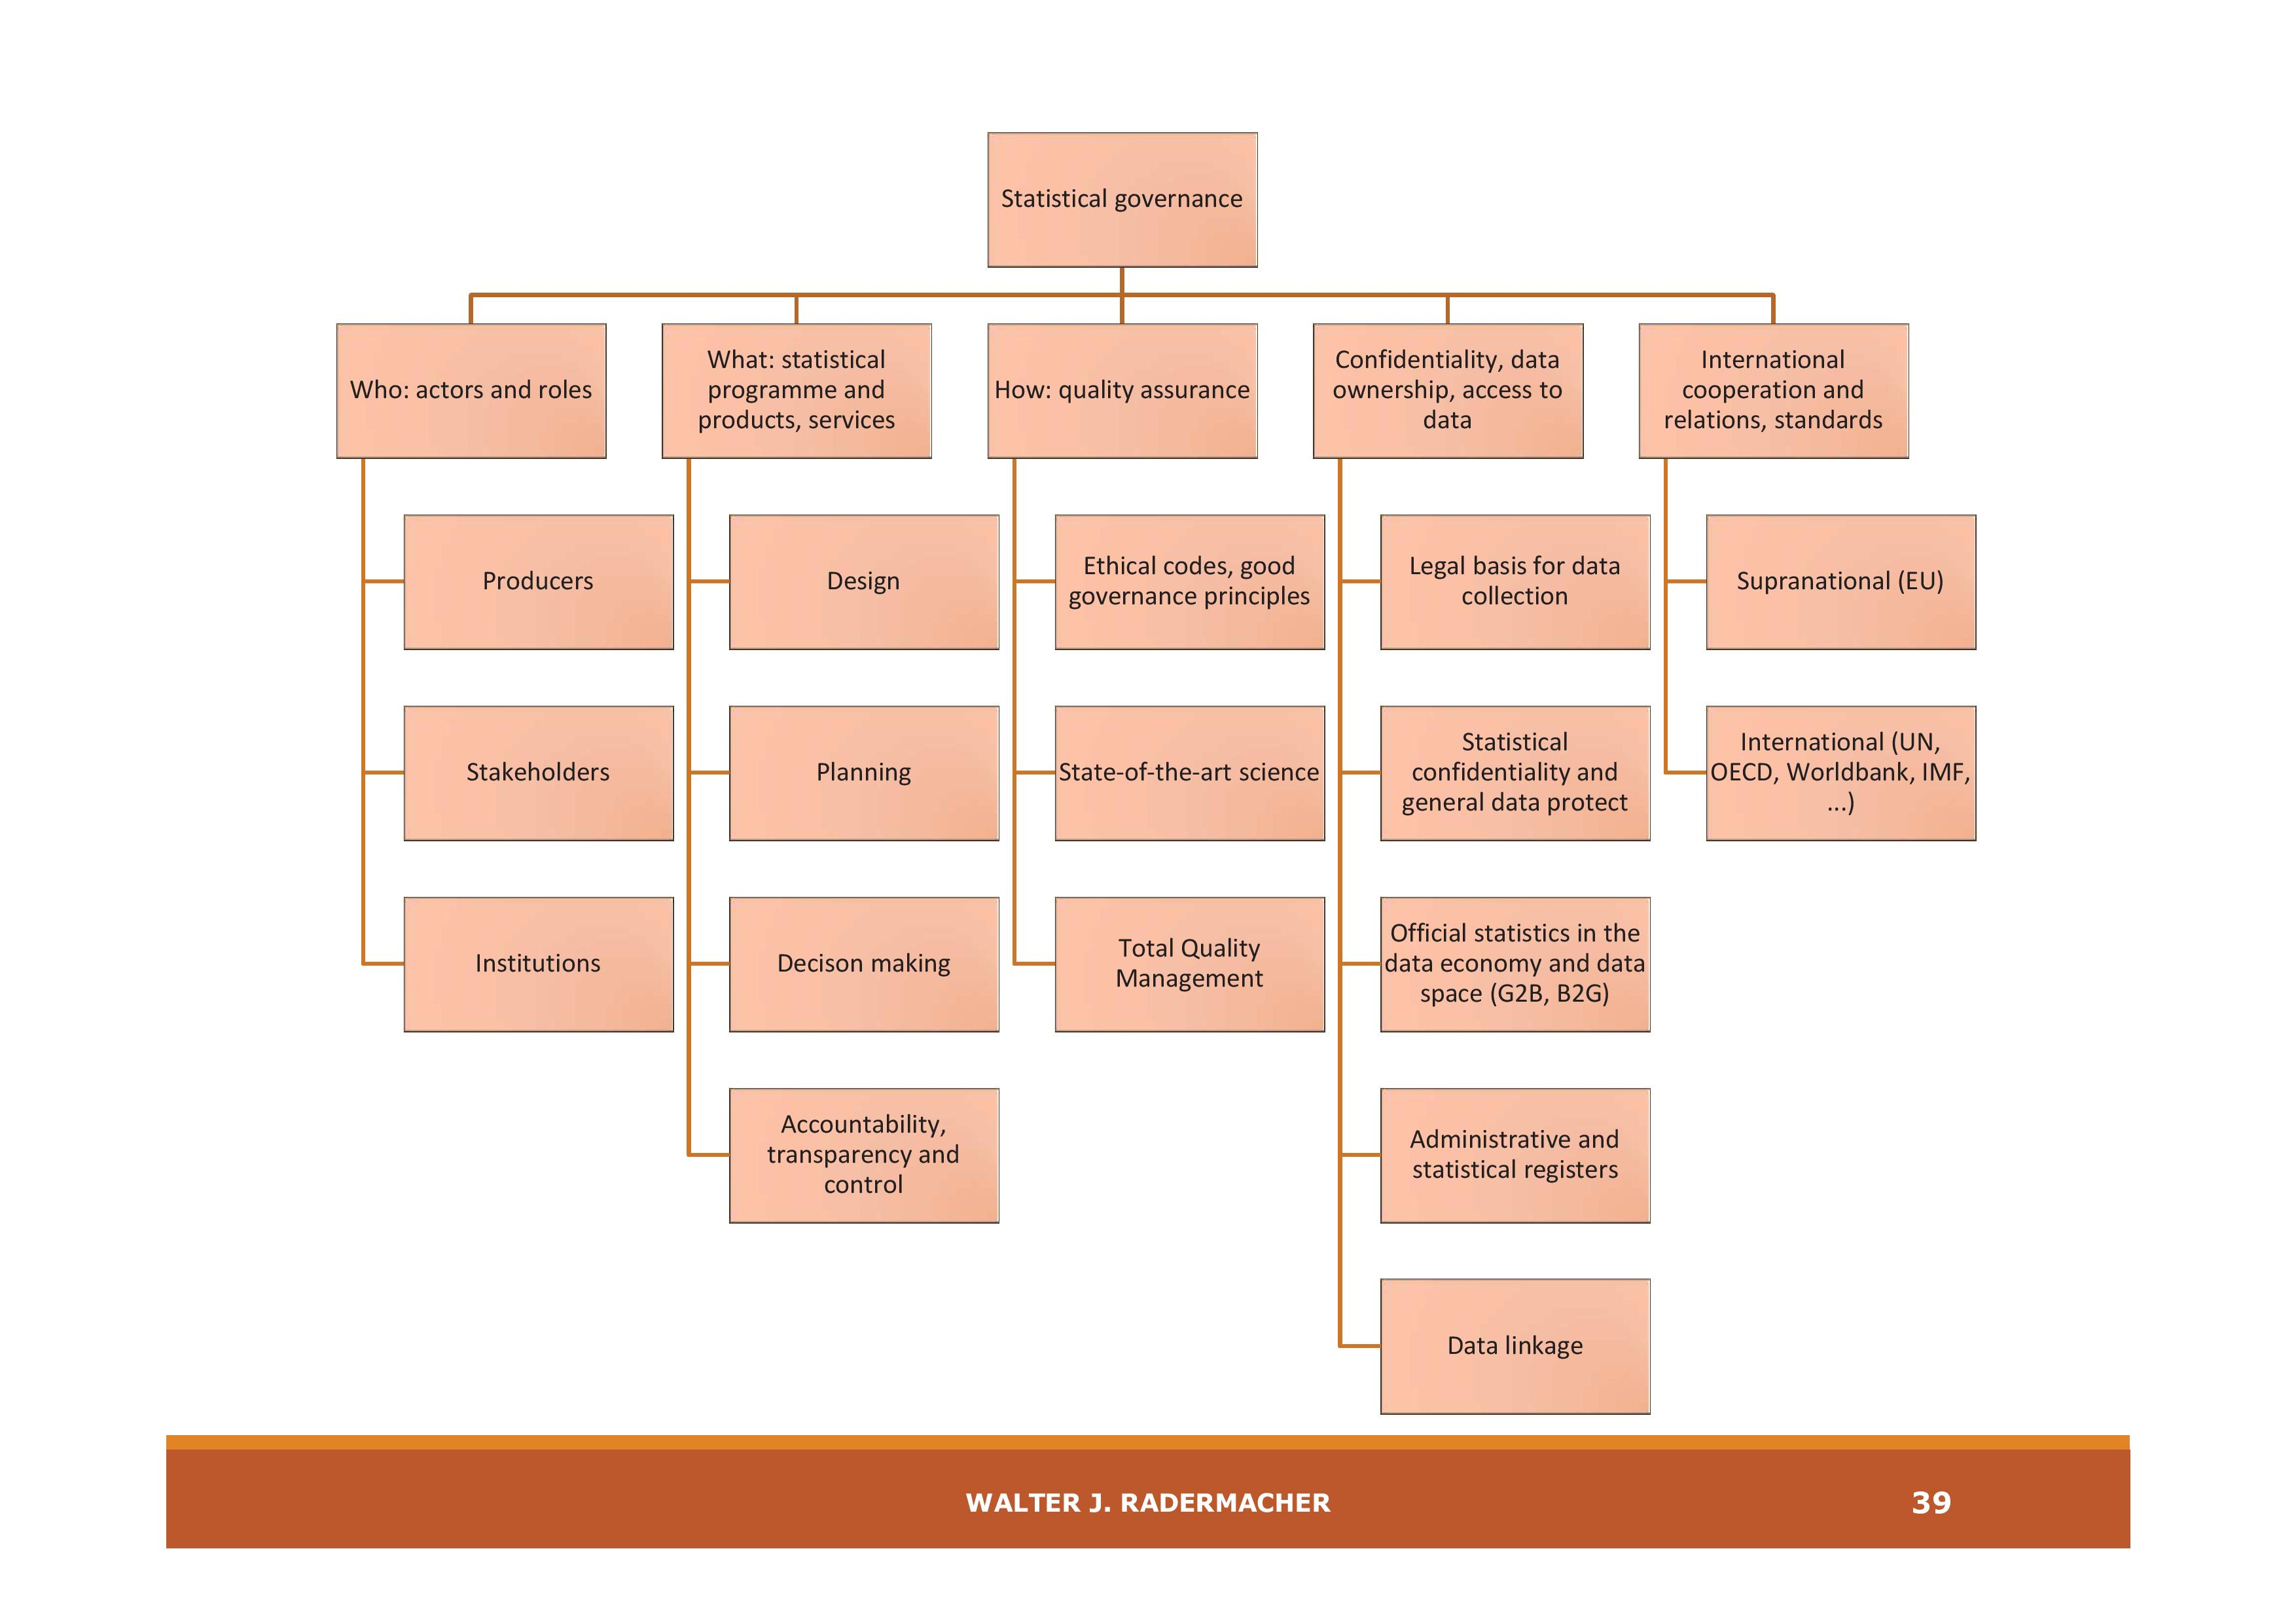 Statistical governance
Who: actors and roles
Producers
Stakeholders
Institutions
What: statistical
programme and
products, services
Design
Planning
Decison making
Accountability,
transparency and
control
How: quality assurance
Ethical codes, good
governance principles
State-of-the-art science
Total Quality
Management
Confidentiality, data
ownership, access to
data
Legal basis for data
collection
Statistical
confidentiality and
general data protect
Official statistics in the
data economy and data
space (G2B, B2G)
Administrative and
statistical registers
Data linkage
International
cooperation and
relations, standards
Supranational (EU)
International (UN,
OECD, Worldbank, IMF,
...)
WALTER J. RADERMACHER
39